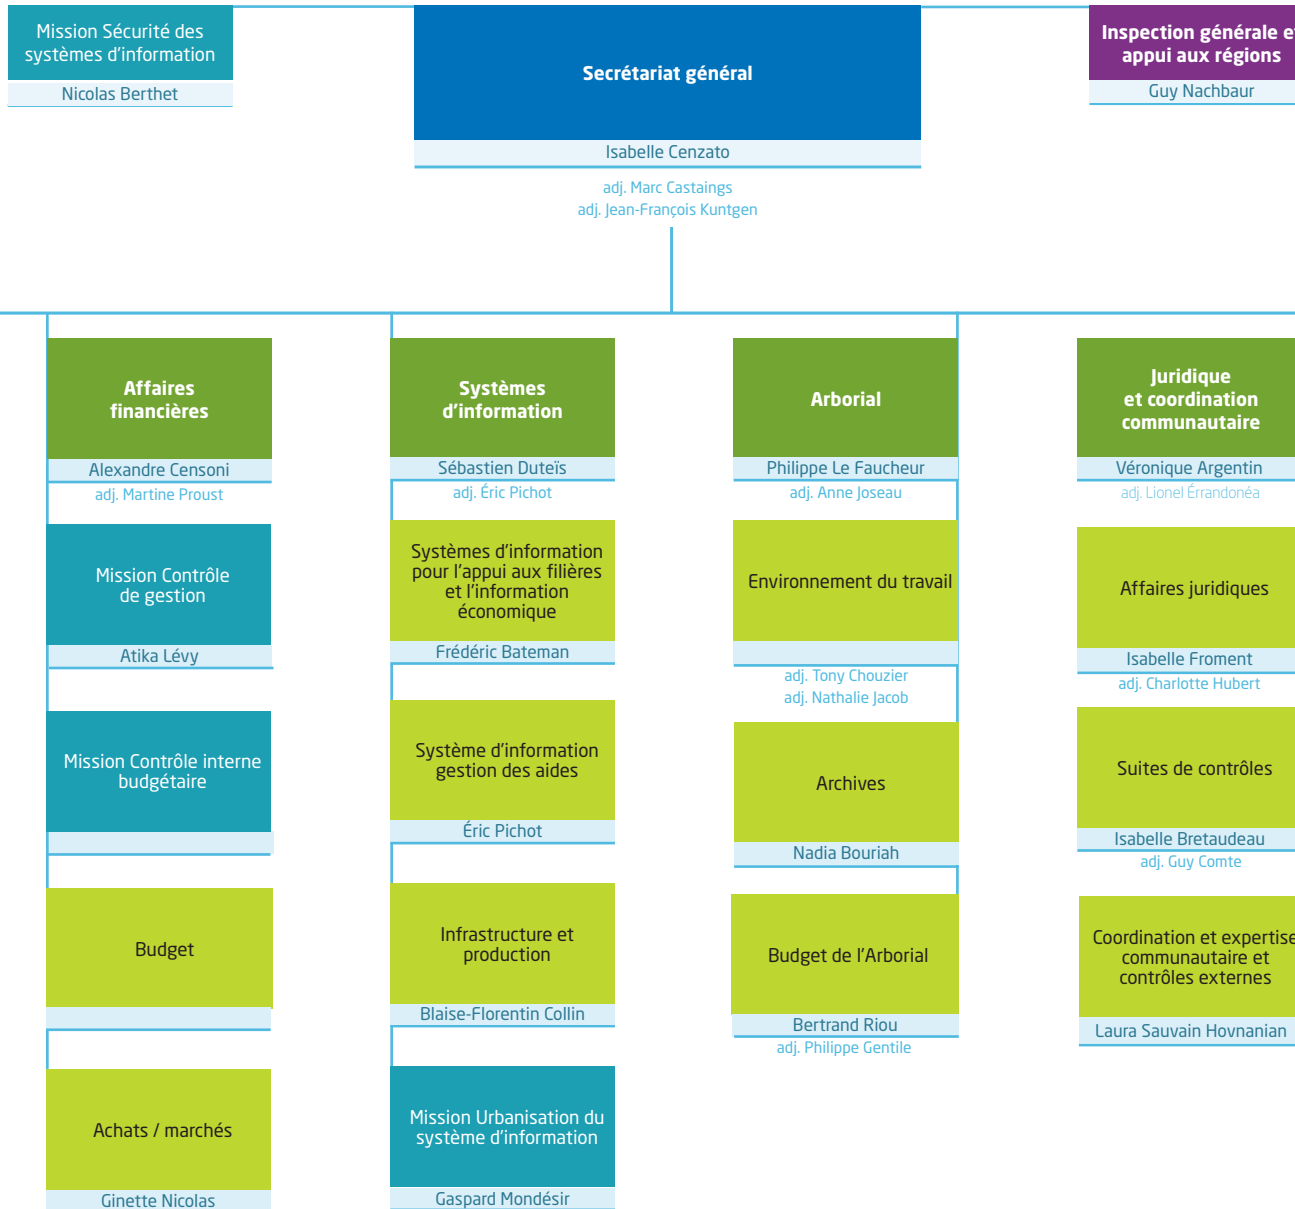 Mission Sécurité des
systèmes d'information
Nicolas Berthet
Secrétariat général
Isabelle Cenzato
adj. Marc Castaings
adj. Jean-François Kuntgen
Inspection générale et
appui aux régions
Guy Nachbaur
Affaires
financières
Alexandre Censoni
adj. Martine Proust
Mission Contrôle
de gestion
Atika Lévy
Mission Contrôle interne
budgétaire
Budget
Achats / marchés
Ginette Nicolas
Systèmes
d'information
Sébastien Duteïs
adj. Éric Pichot
Systèmes d'information
pour l'appui aux filières
et l'information
économique
Frédéric Bateman
Système d'information
gestion des aides
Éric Pichot
Infrastructure et
production
Blaise-Florentin Collin
Mission Urbanisation du
système d'information
Gaspard Mondésir
Arborial
Philippe Le Faucheur
adj. Anne Joseau
Environnement du travail
adj. Tony Chouzier
adj. Nathalie Jacob
Archives
Nadia Bouriah
Budget de l'Arborial
Bertrand Riou
adj. Philippe Gentile
Juridique
et coordination
communautaire
Véronique Argentin
adj. Lionel Érrandonéa
Affaires juridiques
Isabelle Froment
adj. Charlotte Hubert
Suites de contrôles
Isabelle Bretaudeau
adj. Guy Comte
Coordination et expertise
communautaire et
contrôles externes
Laura Sauvain Hovnanian